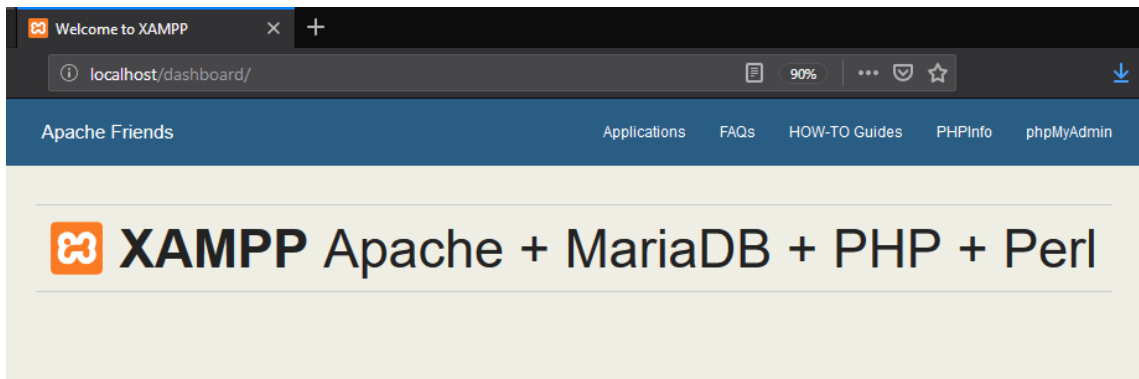 Welcome to XAMPP
localhost/dashboard/
90%
Apache Friends
Applications FAQs HOW-TO Guides PHPInfo phpMyAdmin
XAMPP Apache + MariaDB + PHP + Perl